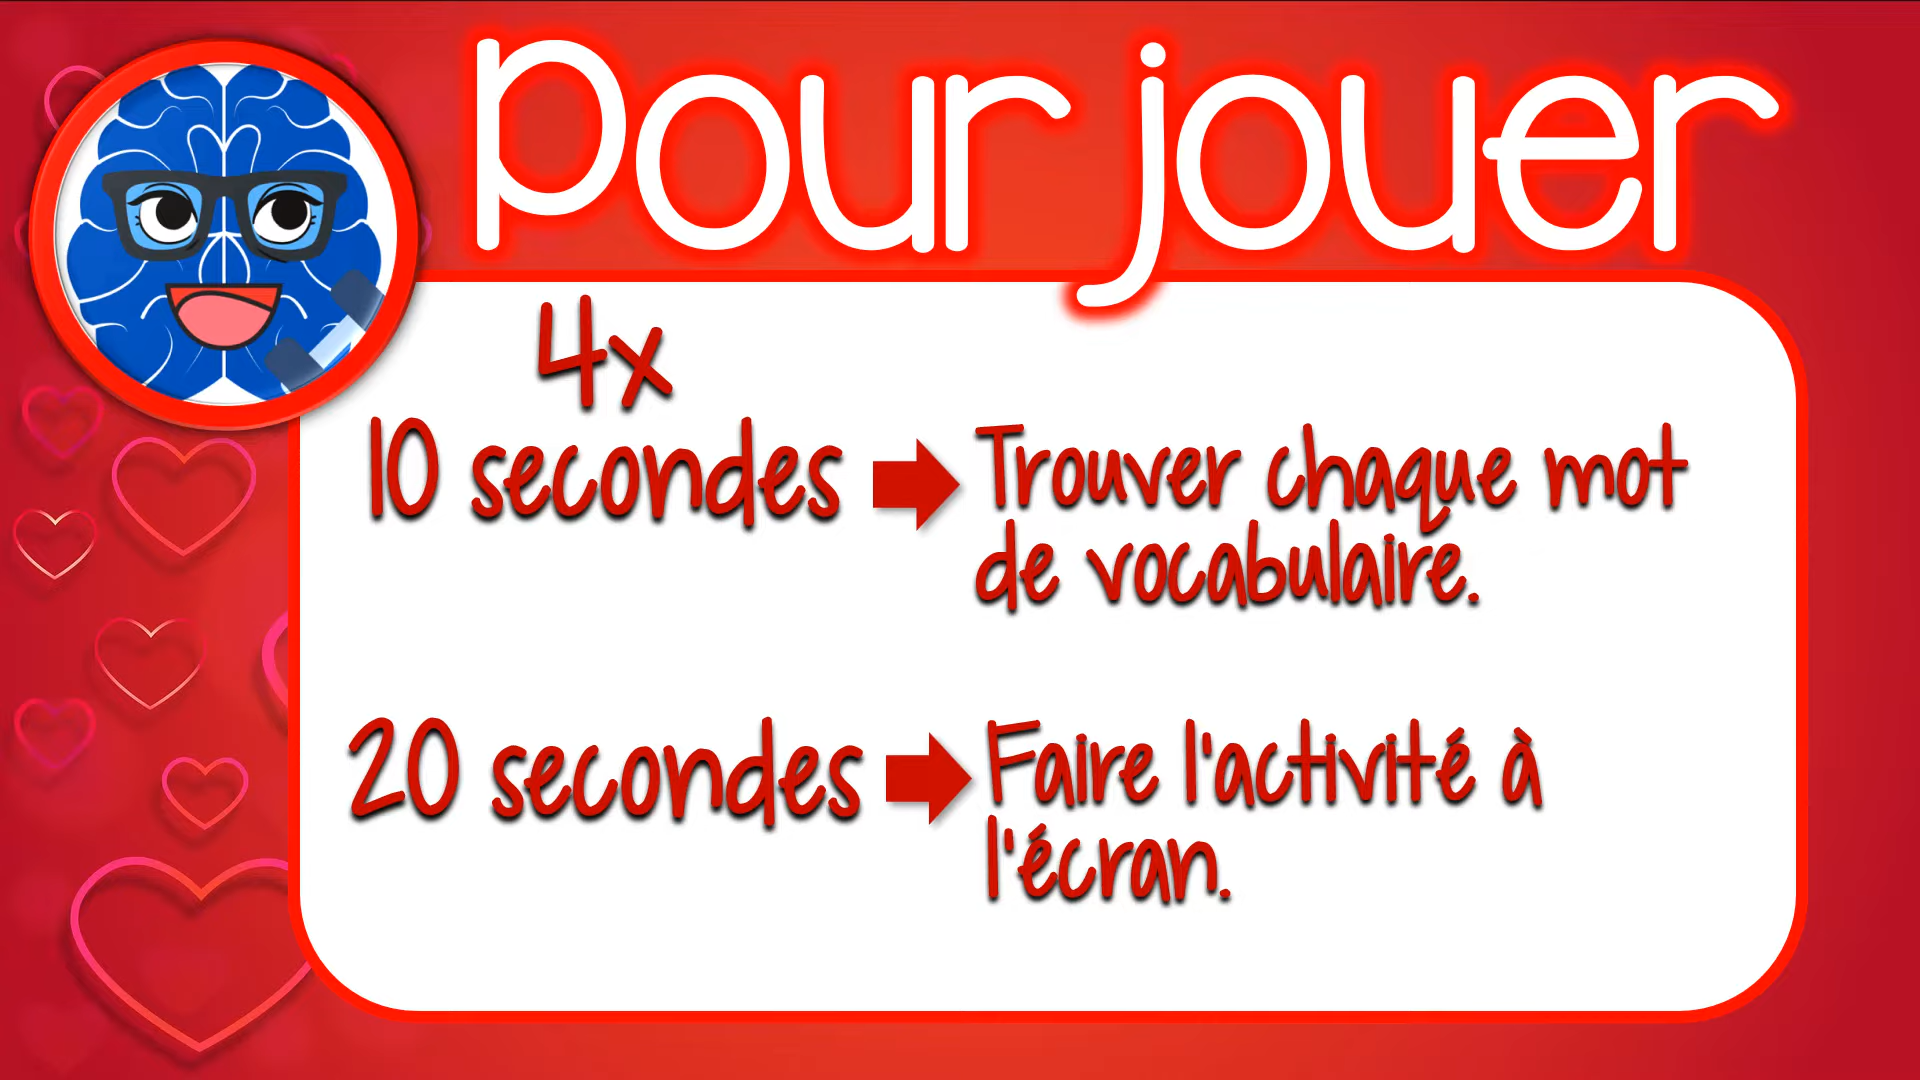 Pour jouer
4x
10 secondes
Trouver chaque mot
de vocabulaire.
20 secondes
Faire l'activité à
l'écran.